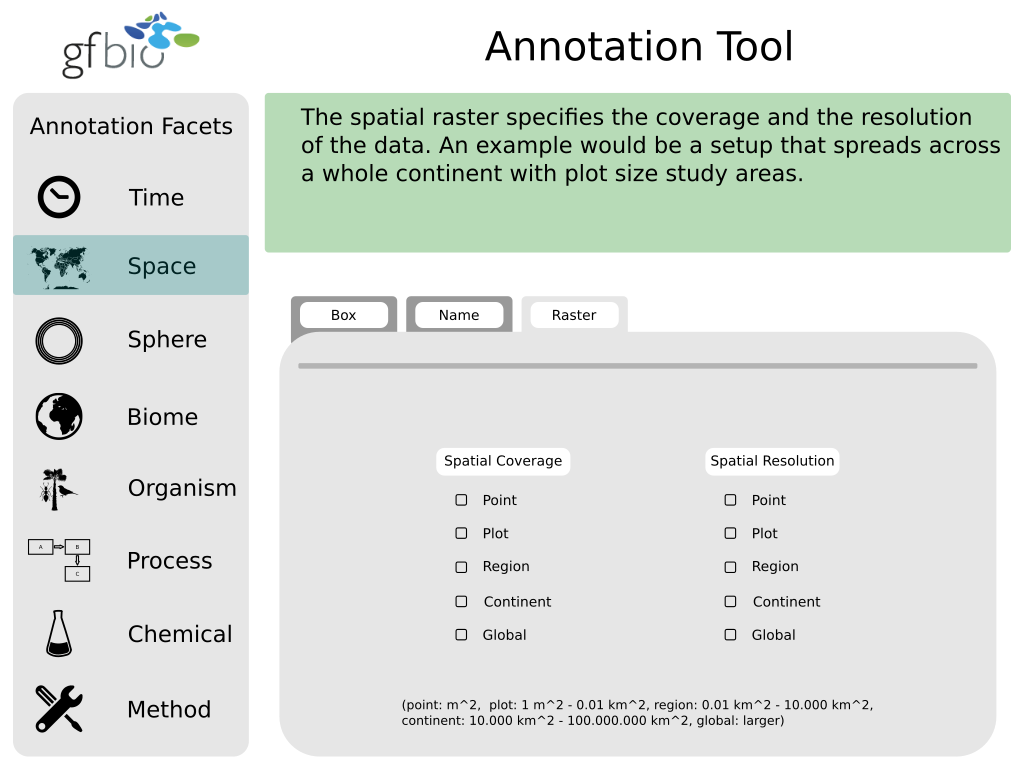 gfbio
Annotation Tool
Annotation Facets
Time
Space
Sphere
Biome
Organism
A
B
C
Process
Chemical
Method
The spatial raster specifies the coverage and the resolution
of the data. An example would be a setup that spreads across
a whole continent with plot size study areas.
Box
Name
Raster
Spatial Coverage
Point
Plot
Region
Continent
Global
Spatial Resolution
Point
Plot
Region
Continent
Global
(point: m^2,  plot: 1 m^2 - 0.01 km^2, region: 0.01 km^2 - 10.000 km^2,
continent: 10.000 km^2 - 100.000.000 km^2, global: larger)